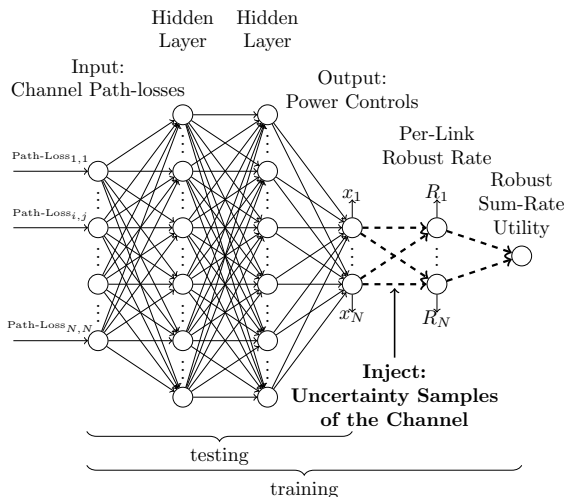 Hidden
Layer
Hidden
Layer
Input:
Channel Path-losses
Output:
Power Controls
Per-Link
Robust Rate
Robust
Sum-Rate
Utility
Path-Loss1,1
Path-Lossi,j
Path-LossN,N
x1
xN
R1
RN
Inject:
Uncertainty Samples
of the Channel
testing
training